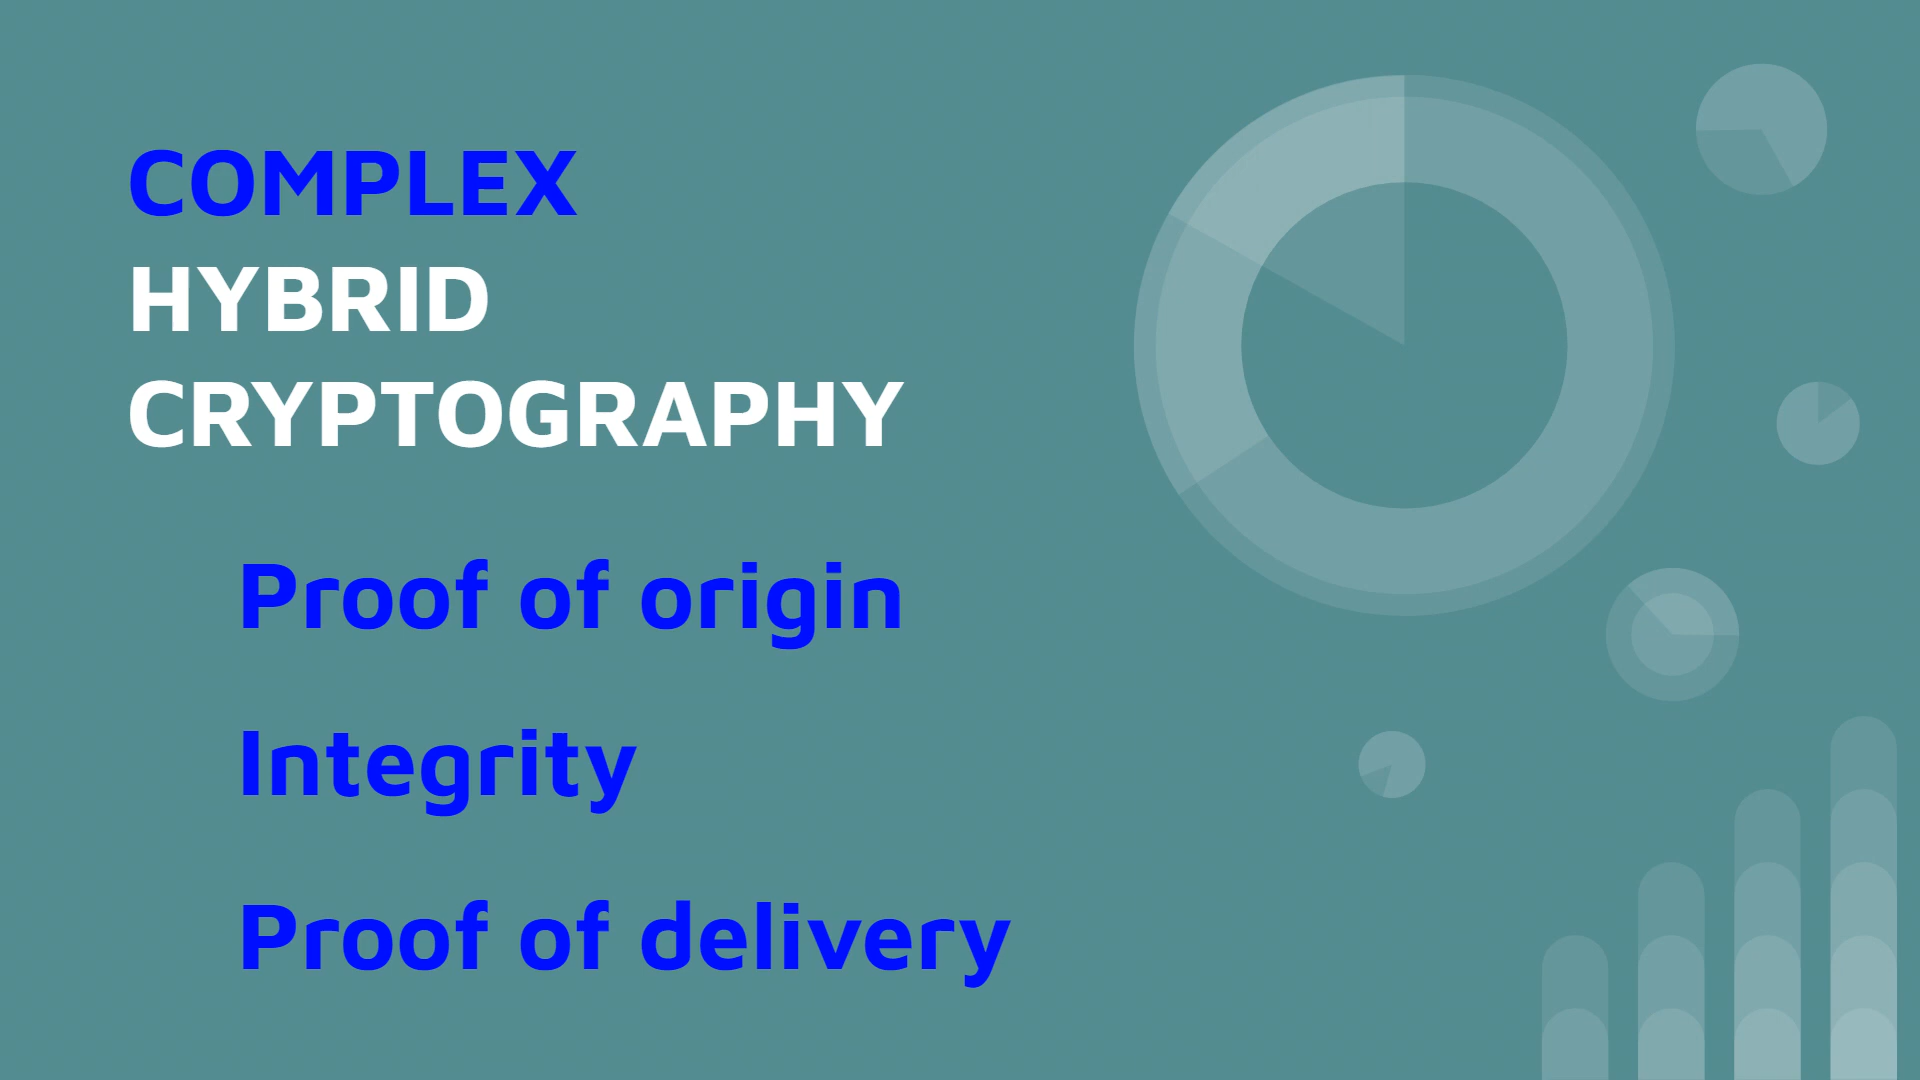 COMPLEX
HYBRID
CRYPTOGRAPHY
Proof of origin
Integrity
Proof of delivery